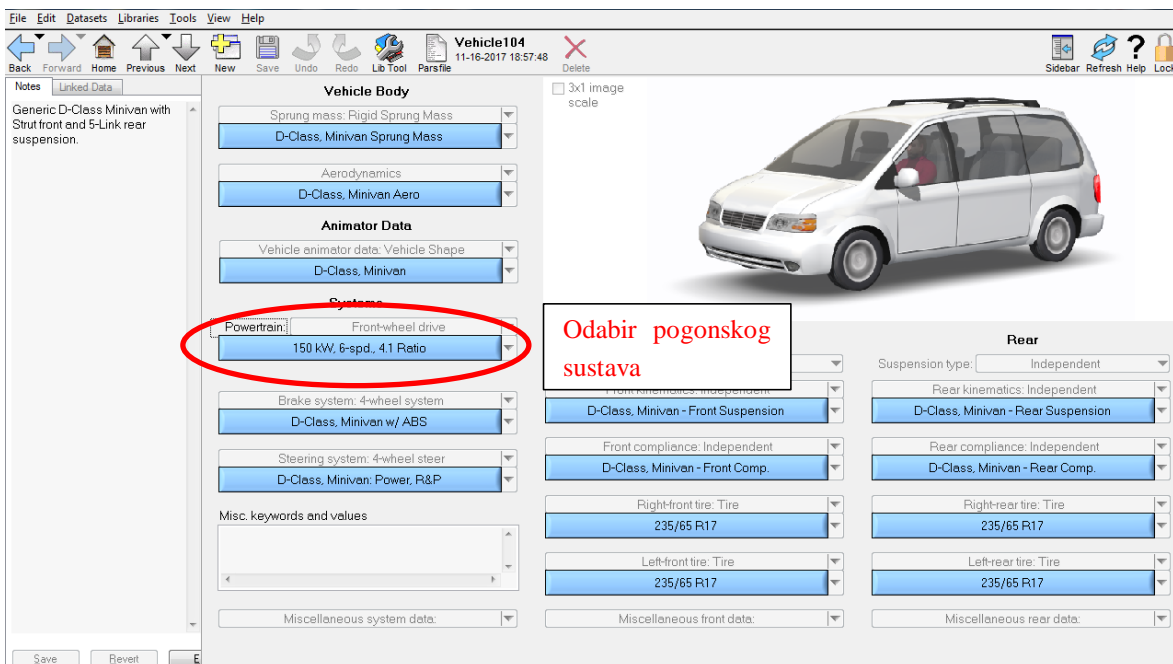 File Edit Datasets Libraries Tools View Help
Back Forward Home Previous Next New Save Undo Redo Lib Tool Parsfile
Vehicle104
11-16-2017 18:57:48
Delete Sidebar Refresh Help Lock
Notes Linked Data
Generic D-Class Minivan with
Strut front and 5-Link rear
suspension.
Save Revert E
Vehicle Body
Sprung mass: Rigid Sprung Mass
D-Class, Minivan Sprung Mass
Aerodynamics
D-Class, Minivan Aero
Animator Data
Vehicle animator data: Vehicle Shape
D-Class, Minivan
Systems
Powertrain: Front-wheel drive
150 kW, 6-spd., 4.1 Ratio
Brake system: 4-wheel system
D-Class, Minivan w/ ABS
Steering system: 4-wheel steer
D-Class, Minivan: Power, R&P
Misc. keywords and values
Miscellaneous system data:
3x1 image
scale
Odabir pogonskog
sustava
Front kinematics: Independent
D-Class, Minivan - Front Suspension
Front compliance: Independent
D-Class, Minivan - Front Comp.
Right-front tire: Tire
235/65 R17
Left-front tire: Tire
235/65 R17
Miscellaneous front data:
Rear
Suspension type: Independent
Rear kinematics: Independent
D-Class, Minivan - Rear Suspension
Rear compliance: Independent
D-Class, Minivan - Rear Comp.
Right-rear tire: Tire
235/65 R17
Left-rear tire: Tire
235/65 R17
Miscellaneous rear data: